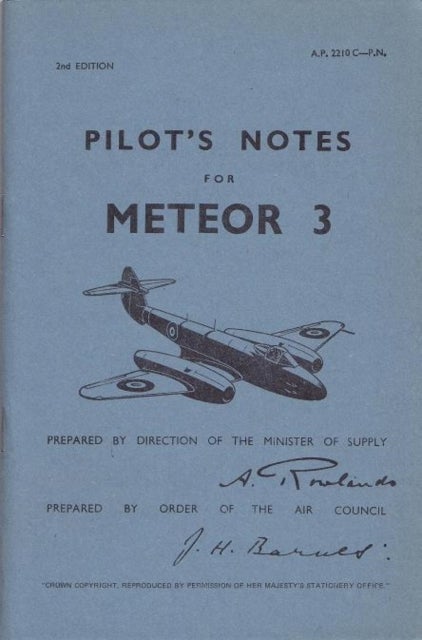 A.P. 2210 C—P.N.
2nd EDITION
PILOT'S NOTES
FOR
METEOR 3
PREPARED BY DIRECTION OF THE MINISTER OF SUPPLY
A. Rowlands
PREPARED BY ORDER OF THE AIR COUNCIL
J. H. Barnes.
"CROWN COPYRIGHT, REPRODUCED BY PERMISSION OF HER MAJESTY'S STATIONERY OFFICE."